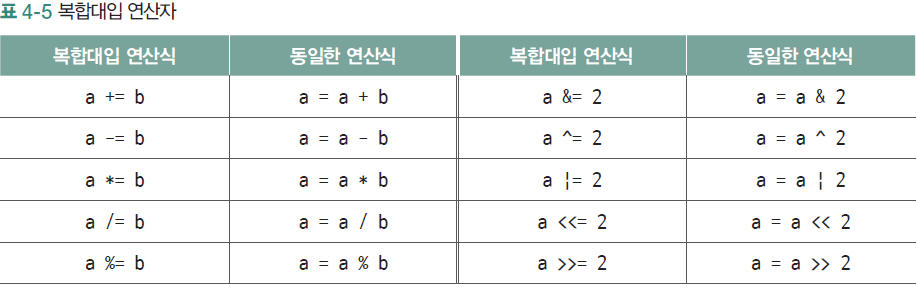 표 4-5 복합대입 연산자
복합대입 연산식 동일한 연산식 복합대입 연산식 동일한 연산식
a += b a = a + b a &= 2 a = a & 2
a -= b a = a - b a ^= 2 a = a ^ 2
a *= b a = a * b a ¦= 2 a = a ¦ 2
a /= b a = a / b a <<= 2 a = a << 2
a %= b a = a % b a >>= 2 a = a >> 2